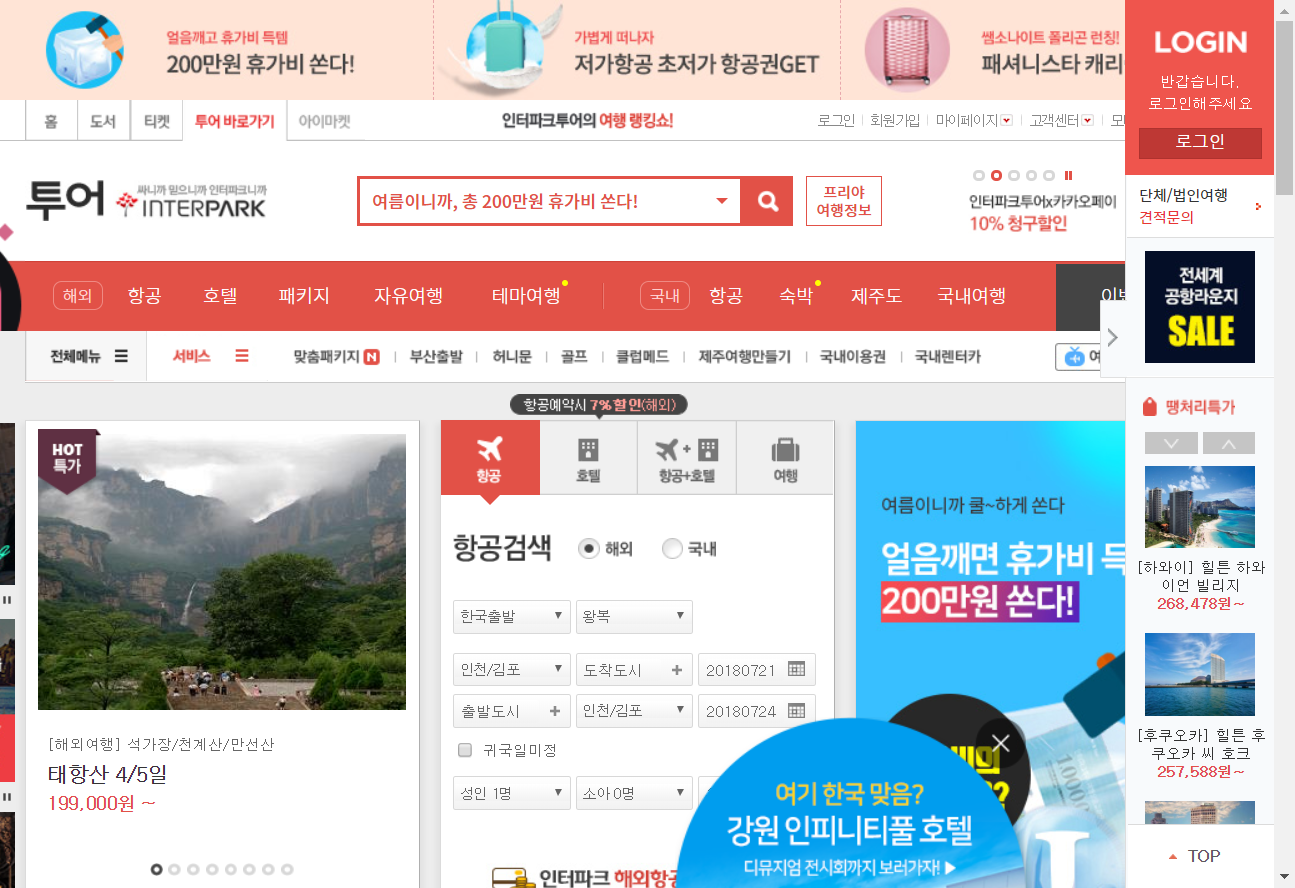 얼음깨고 휴가비 득템
200만원 휴가비 쏜다!
가볍게 떠나자
저가항공 초저가 항공권GET
쌤소나이트 폴리곤 런칭!
패셔니스타 캐리
LOGIN
반갑습니다.
로그인해주세요
로그인
홈
도서
티켓
투어 바로가기
아이마켓
인터파크투어의 여행 랭킹쇼!
로그인
회원가입
마이페이지
고객센터
투어
싸니까 믿으니까 인터파크니까
INTERPARK
여름이니까, 총 200만원 휴가비 쏜다!
프리야
여행정보
인터파크투어x카카오페이
10% 청구할인
단체/법인여행
견적문의
해외
항공
호텔
패키지
자유여행
테마여행
국내
항공
숙박
제주도
국내여행
전세계
공항라운지
SALE
전체메뉴
서비스
맞춤패키지 N
부산출발
허니문
골프
클럽메드
제주여행만들기
국내이용권
국내렌터카
항공예약시 7% 할인(해외)
땡처리특가
HOT
특가
항공
호텔
항공+호텔
여행
항공검색
해외
국내
한국출발
왕복
인천/김포
도착도시
20180721
출발도시
인천/김포
20180724
귀국일미정
성인 1명
소아0명
인터파크 해외항공
[해외여행] 석가장/천계산/만선산
태항산 4/5일
199,000원 ~
여름이니까 쿨~하게 쏜다
얼음깨면 휴가비 득
200만원 쏜다!
여기 한국 맞음?
강원 인피니티풀 호텔
디뮤지엄 전시회까지 보러가자!
[하와이] 힐튼 하와
이언 빌리지
268,478원~
[후쿠오카] 힐튼 후
쿠오카 씨 호크
257,588원~
TOP